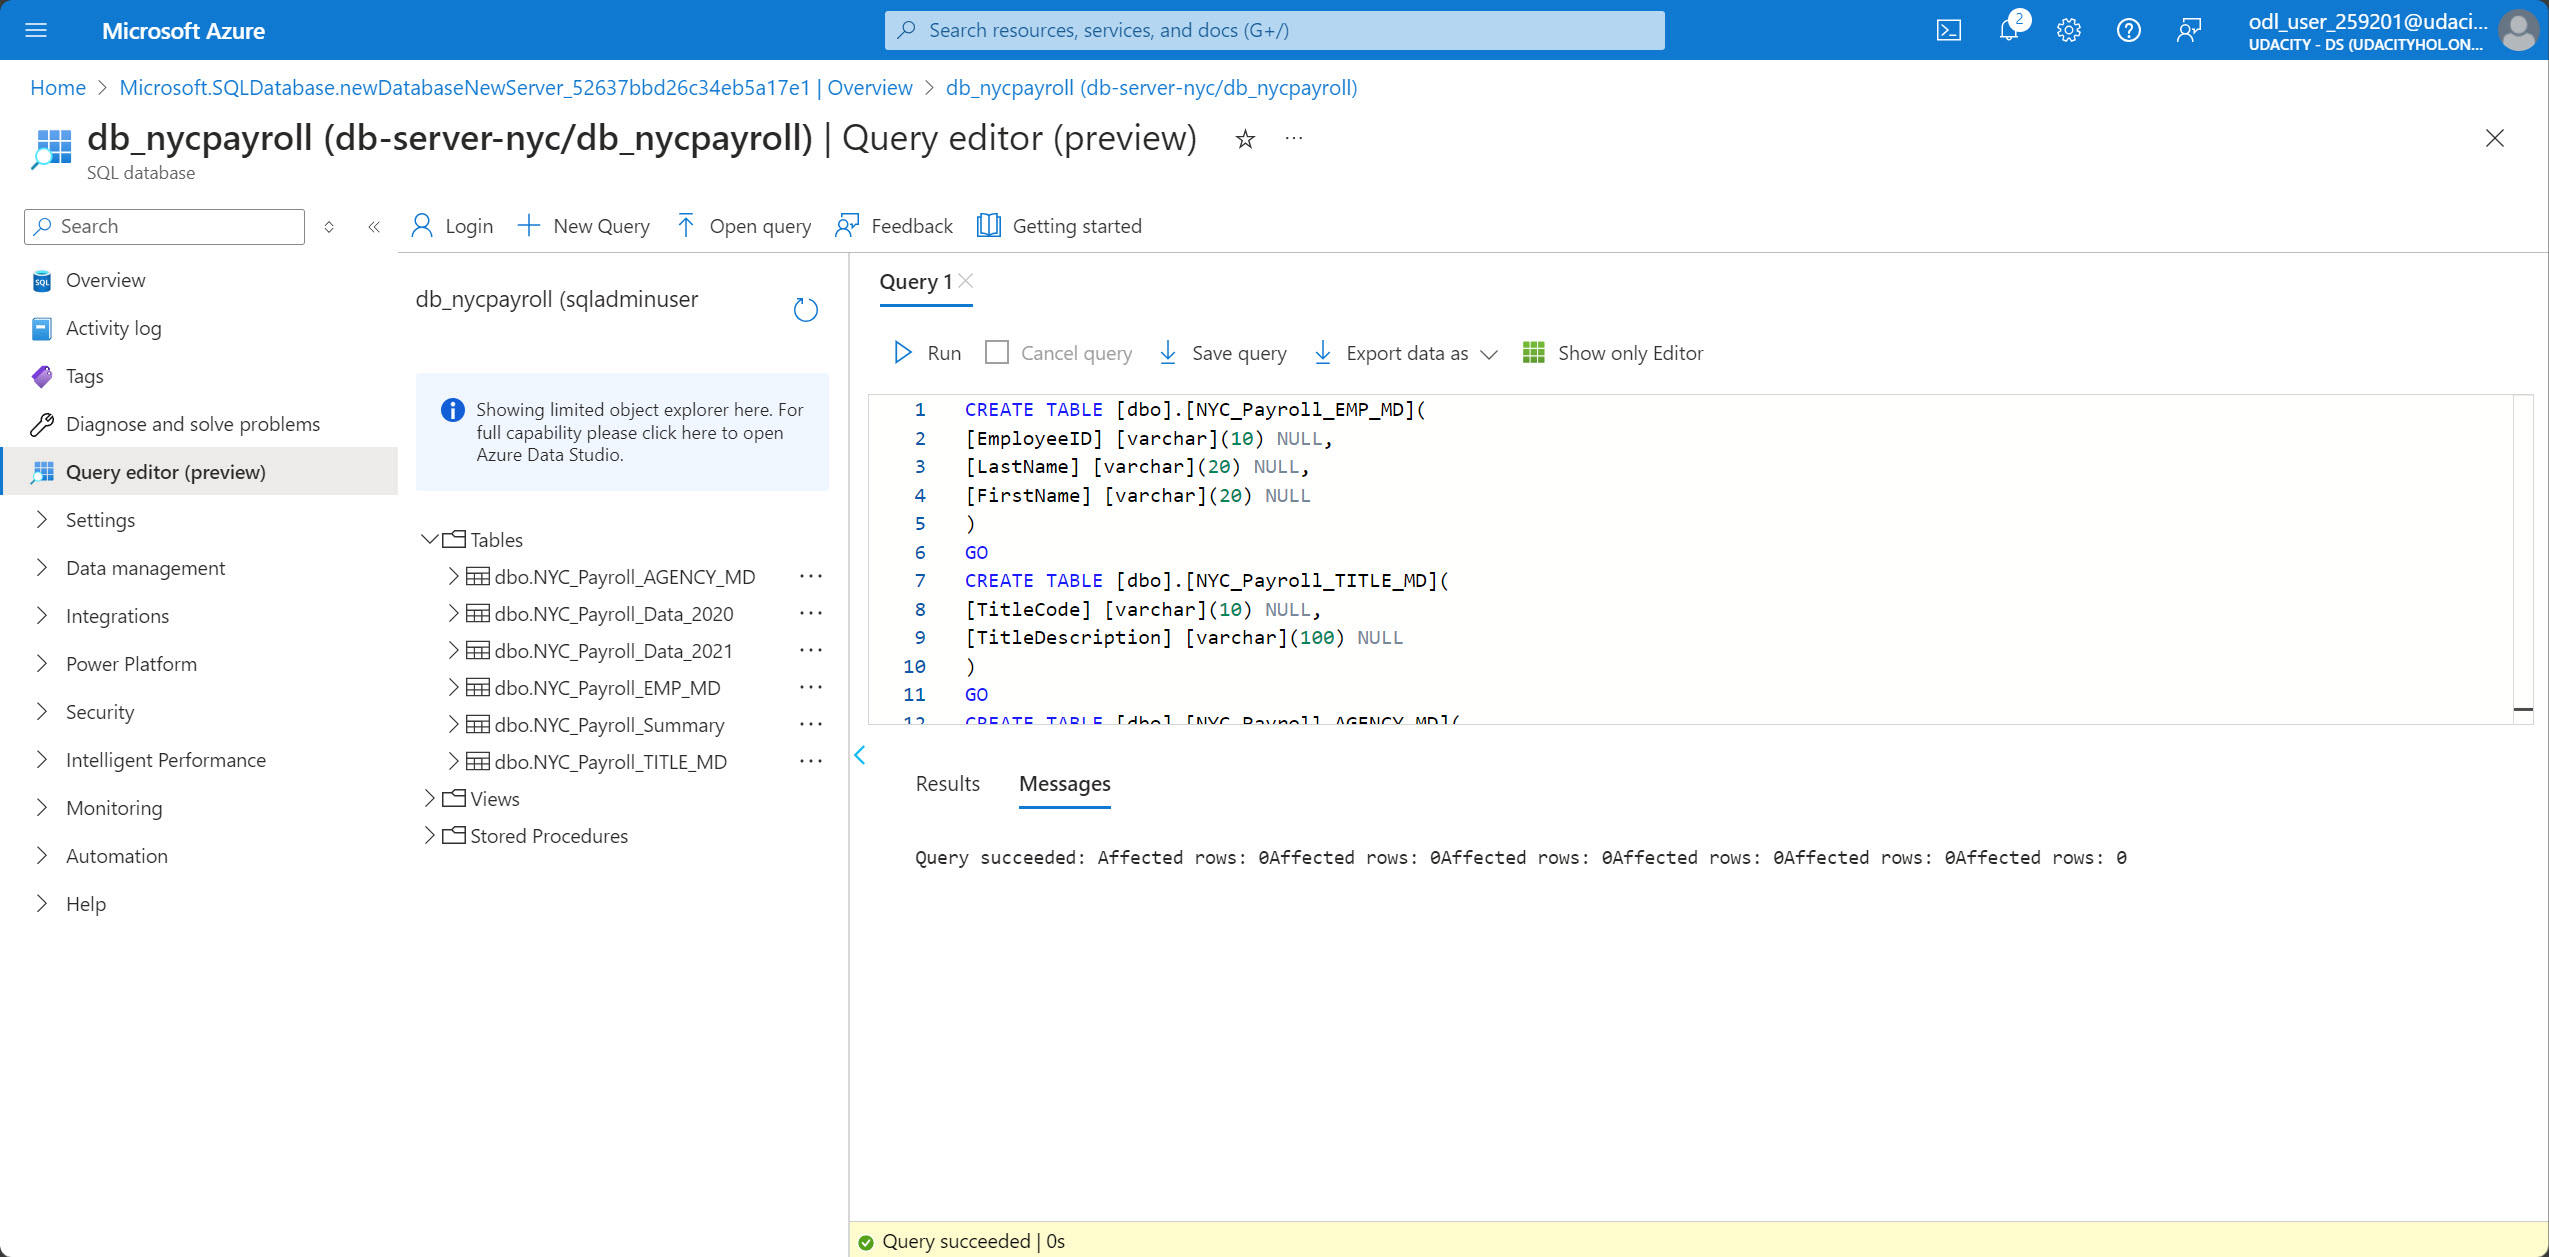 Microsoft Azure
Search resources, services, and docs (G+/)
2
odl_user_259201@udaci...
UDACITY - DS (UDACITYHOL.ON...
Home > Microsoft.SQLDatabase.newDatabaseNewServer_52637bbd26c34eb5a17e1 | Overview > db_nycpayroll (db-server-nyc/db_nycpayroll)
db_nycpayroll (db-server-nyc/db_nycpayroll) | Query editor (preview)
SQL database
Search
Overview
Activity log
Tags
Diagnose and solve problems
Query editor (preview)
Settings
Data management
Integrations
Power Platform
Security
Intelligent Performance
Monitoring
Automation
Help
Login
New Query
Open query
Feedback
Getting started
db_nycpayroll (sqladminuser
Showing limited object explorer here. For
full capability please click here to open
Azure Data Studio.
Tables
dbo.NYC_Payroll_AGENCY_MD
dbo.NYC_Payroll_Data_2020
dbo.NYC_Payroll_Data_2021
dbo.NYC_Payroll_EMP_MD
dbo.NYC_Payroll_Summary
dbo.NYC_Payroll_TITLE_MD
Views
Stored Procedures
Query 1
Run
Cancel query
Save query
Export data as
Show only Editor
1 CREATE TABLE [dbo].[NYC_Payroll_EMP_MD](
2 [EmployeeID] [varchar](10) NULL,
3 [LastName] [varchar](20) NULL,
4 [FirstName] [varchar](20) NULL
5 )
6 GO
7 CREATE TABLE [dbo].[NYC_Payroll_TITLE_MD](
8 [TitleCode] [varchar](10) NULL,
9 [TitleDescription] [varchar](100) NULL
10 )
11 GO
12 CREATE TABLE [dbo].[NYC_Payroll_AGENCY_MD](
Results
Messages
Query succeeded: Affected rows: 0Affected rows: 0Affected rows: 0Affected rows: 0Affected rows: 0Affected rows: 0
Query succeeded | 0s